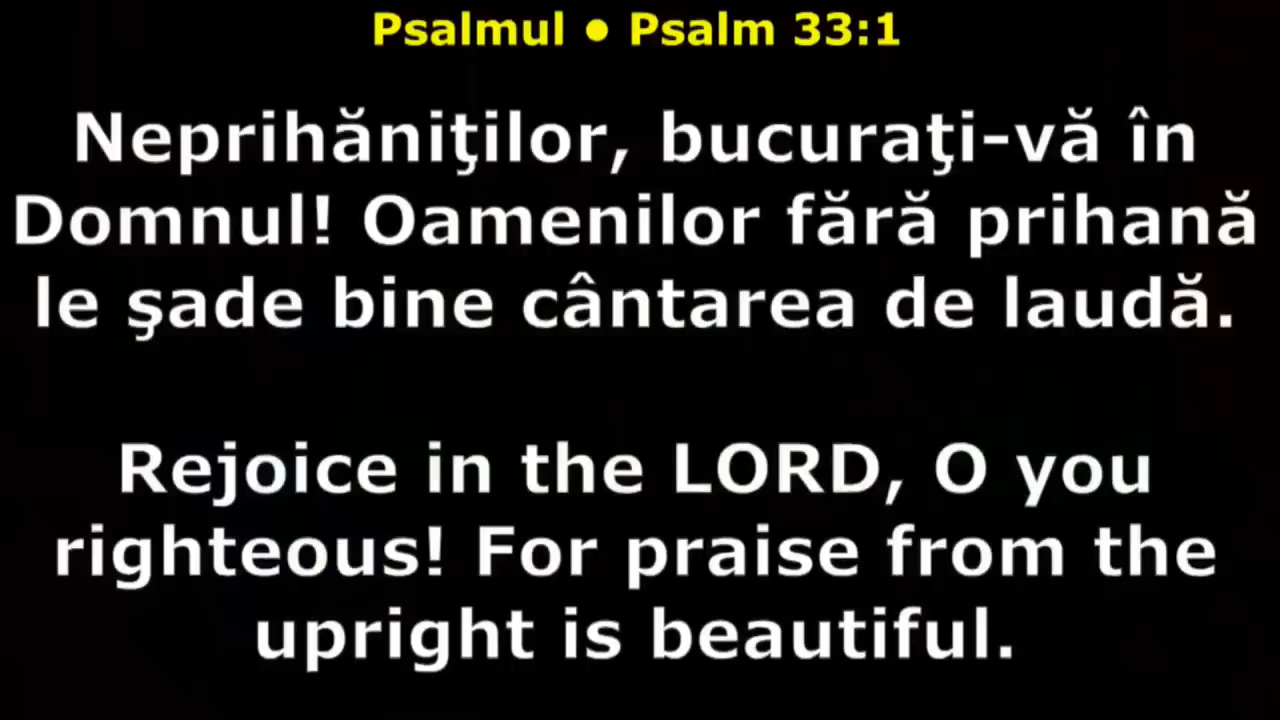 Psalmul • Psalm 33:1
Neprihăniţilor, bucuraţi-vă în
Domnul! Oamenilor fără prihană
le şade bine cântarea de laudă.
Rejoice in the LORD, O you
righteous! For praise from the
upright is beautiful.